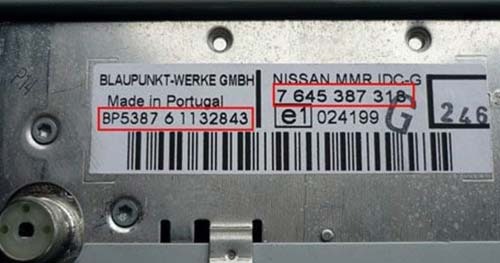 BLAUPUNKT-WERKE GMBH
Made in Portugal
BP5387 6 1132843
NISSAN MMR IDC-G
7 645 387 318
e1 024199
G
246
P14